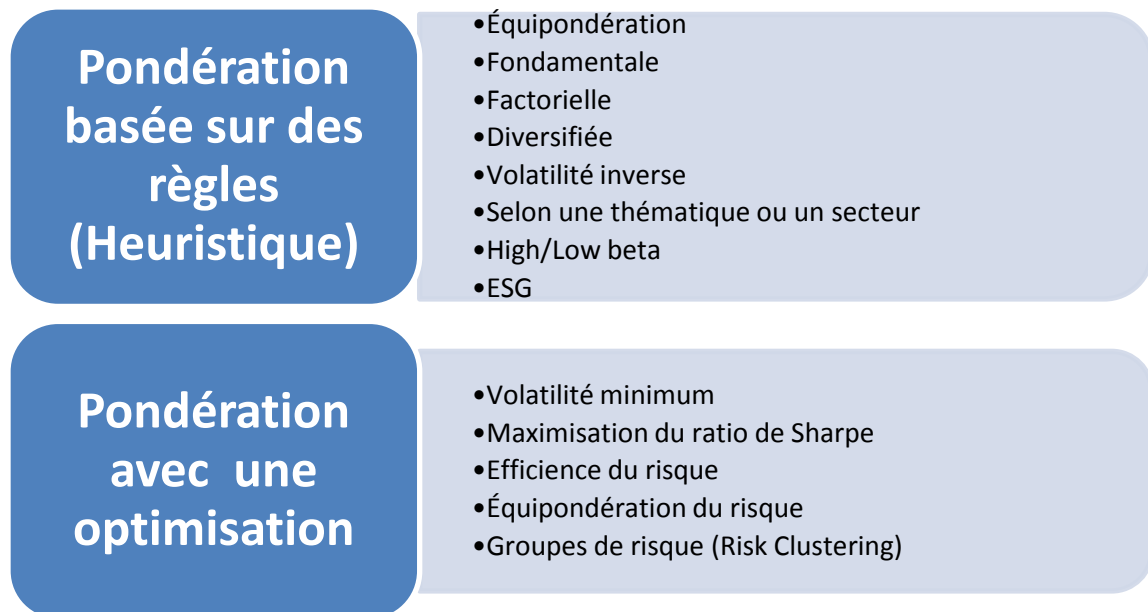 Pondération
basée sur des
règles
(Heuristique)
•Équipondération
•Fondamentale
•Factorielle
•Diversifiée
•Volatilité inverse
•Selon une thématique ou un secteur
•High/Low beta
•ESG
Pondération
avec une
optimisation
•Volatilité minimum
•Maximisation du ratio de Sharpe
•Efficience du risque
•Équipondération du risque
•Groupes de risque (Risk Clustering)